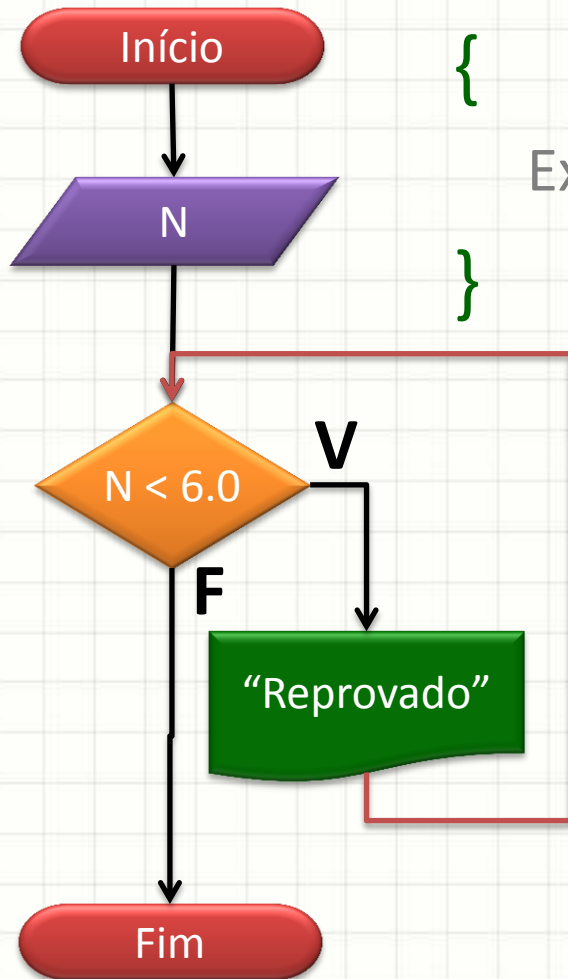 Início
{
Ex
N
}
N < 6.0
V
F
“Reprovado”
Fim